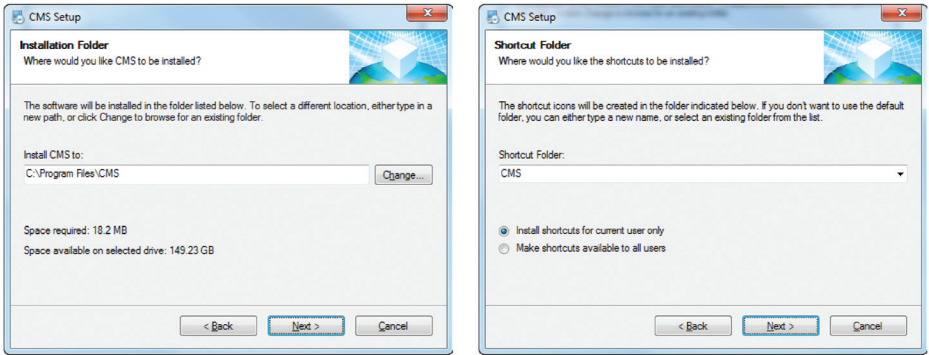 CMS Setup
Installation Folder
Where would you like CMS to be installed?
The software will be installed in the folder listed below. To select a different location, either type in a
new path, or click Change to browse for an existing folder.
Install CMS to:
C:\Program Files\CMS
Change...
Space required: 18.2 MB
Space available on selected drive: 149.23 GB
< Back
Next >
Cancel
CMS Setup
Shortcut Folder
Where would you like the shortcuts to be installed?
The shortcut icons will be created in the folder indicated below. If you don't want to use the default
folder, you can either type a new name, or select an existing folder from the list.
Shortcut Folder:
CMS
Install shortcuts for current user only
Make shortcuts available to all users
< Back
Next >
Cancel